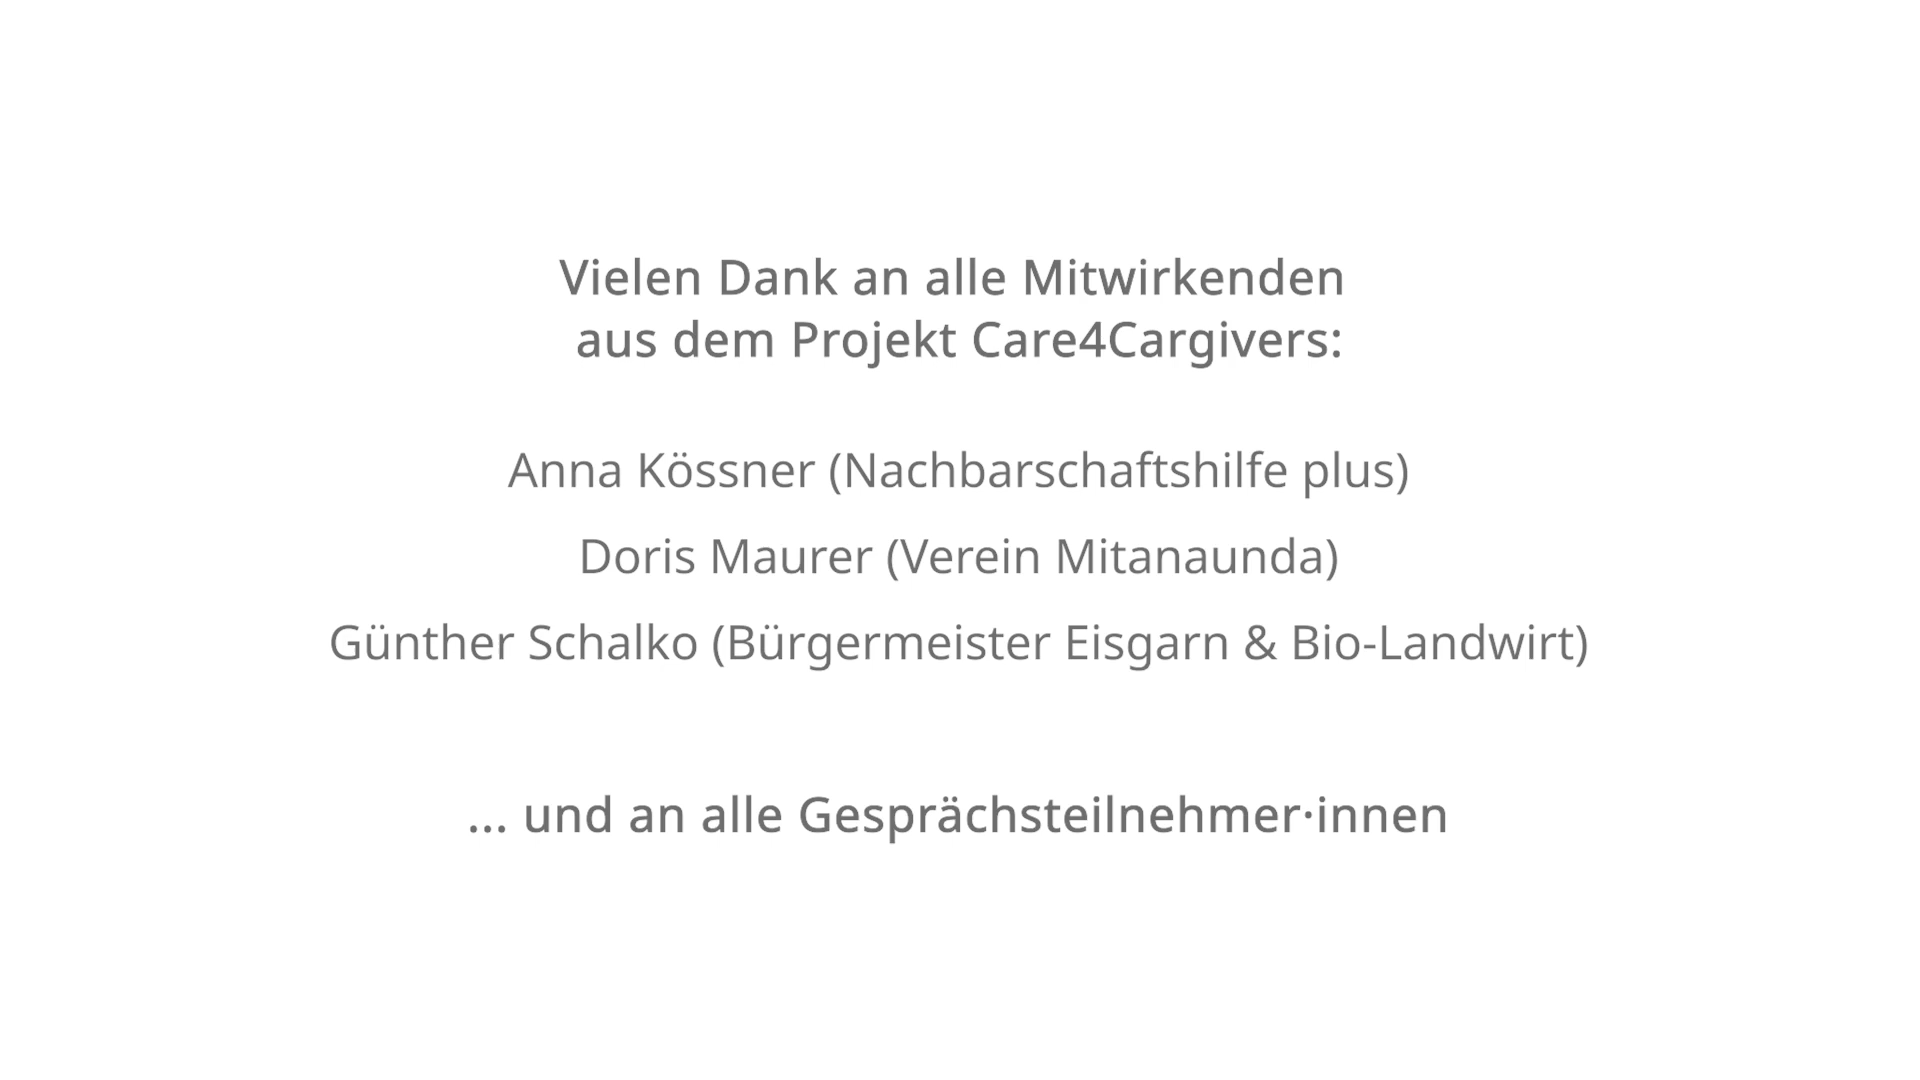 Vielen Dank an alle Mitwirkenden
aus dem Projekt Care4Cargivers:
Anna Kössner (Nachbarschaftshilfe plus)
Doris Maurer (Verein Mitanaunda)
Günther Schalko (Bürgermeister Eisgarn & Bio-Landwirt)
... und an alle Gesprächsteilnehmer·innen